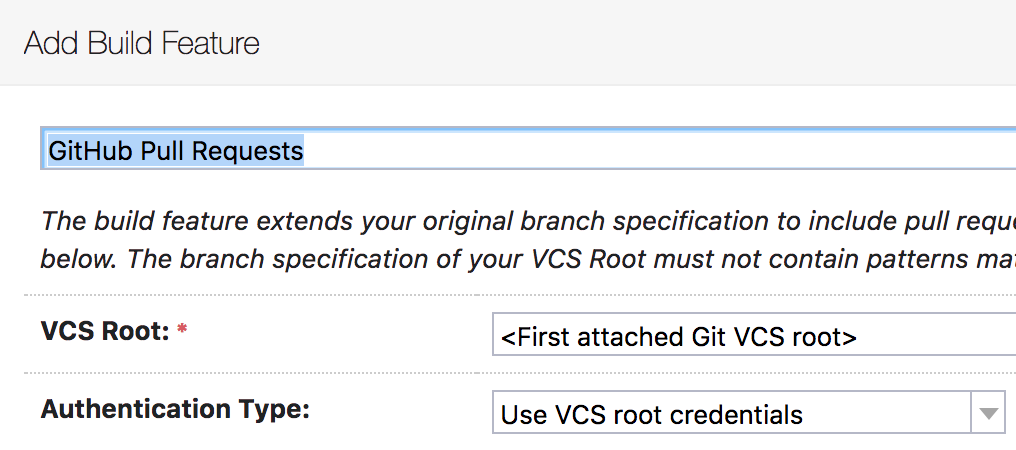 Add Build Feature
GitHub Pull Requests
The build feature extends your original branch specification to include pull
below. The branch specification of your VCS Root must not contain patterns
VCS Root: *
<First attached Git VCS root>
Authentication Type:
Use VCS root credentials